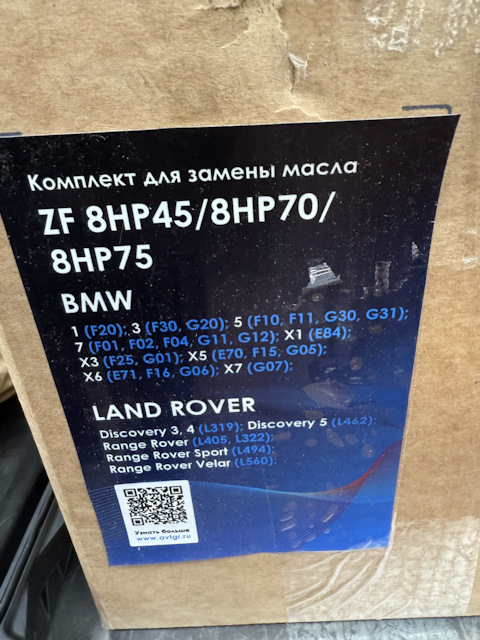 Комплект для замены масла
ZF 8HP45/8HP70/
8HP75
BMW
1 (F20); 3 (F30, G20); 5 (F10, F11, G30, G31);
7 (F01, F02, F04, G11, G12); X1 (E84);
X3 (F25, G01); X5 (E70, F15, G05);
X6 (E71, F16, G06); X7 (G07);
LAND ROVER
Discovery 3, 4 (L319); Discovery 5 (L462);
Range Rover (L405, L322);
Range Rover Sport (L494);
Range Rover Velar (L560);
Узнать больше
www.avtgr.ru